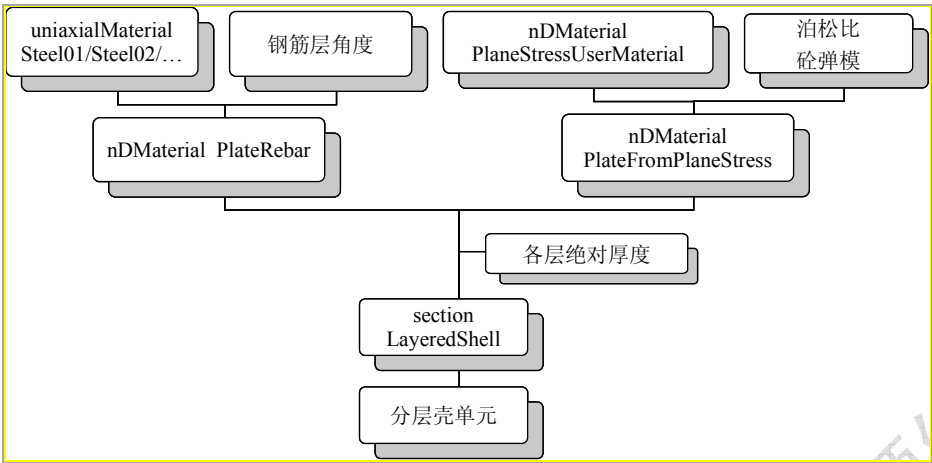 uniaxialMaterial
Steel01/Steel02/…
钢筋层角度
nDMaterial
PlaneStressUserMaterial
泊松比
砼弹模
nDMaterial PlateRebar
nDMaterial
PlateFromPlaneStress
各层绝对厚度
section
LayeredShell
分层壳单元